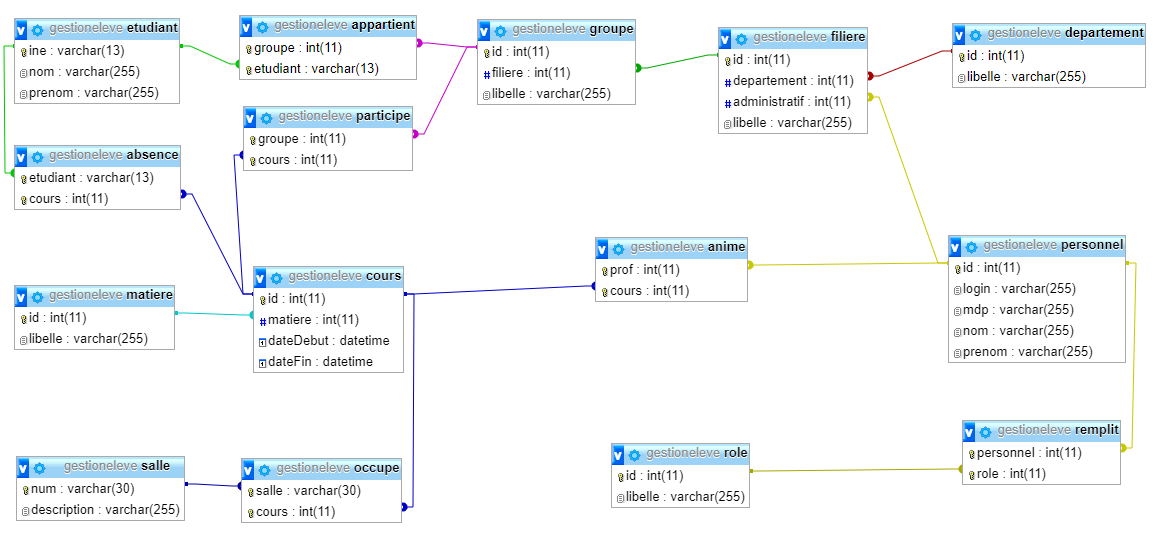 gestioneleve etudiant
ine : varchar(13)
nom : varchar(255)
prenom : varchar(255)
gestioneleve appartient
groupe : int(11)
etudiant : varchar(13)
gestioneleve groupe
id : int(11)
filiere : int(11)
libelle : varchar(255)
gestioneleve filiere
id : int(11)
departement : int(11)
administratif : int(11)
libelle : varchar(255)
gestioneleve departement
id : int(11)
libelle : varchar(255)
gestioneleve participe
groupe : int(11)
cours : int(11)
gestioneleve absence
etudiant : varchar(13)
cours : int(11)
gestioneleve anime
prof : int(11)
cours : int(11)
gestioneleve personnel
id : int(11)
login : varchar(255)
mdp : varchar(255)
nom : varchar(255)
prenom : varchar(255)
gestioneleve matiere
id : int(11)
libelle : varchar(255)
gestioneleve cours
id : int(11)
matiere : int(11)
dateDebut : datetime
dateFin : datetime
gestioneleve salle
num : varchar(30)
description : varchar(255)
gestioneleve occupe
salle : varchar(30)
cours : int(11)
gestioneleve role
id : int(11)
libelle : varchar(255)
gestioneleve remplit
personnel : int(11)
role : int(11)